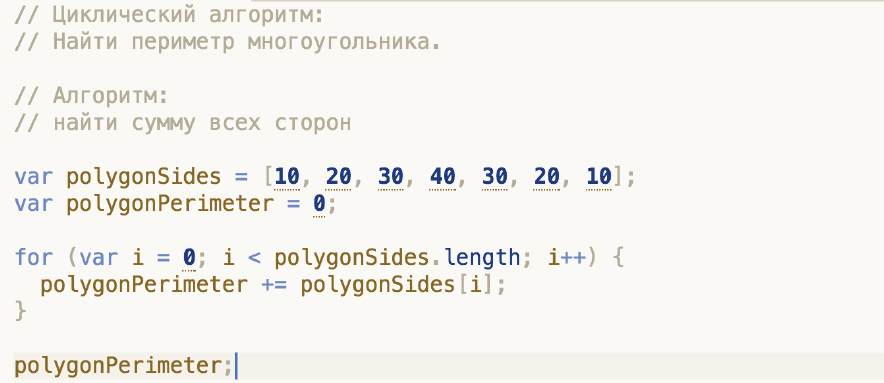 // Циклический алгоритм:
// Найти периметр многоугольника.
// Алгоритм:
// найти сумму всех сторон
var polygonSides = [10, 20, 30, 40, 30, 20, 10];
var polygonPerimeter = 0;
for (var i = 0; i < polygonSides.length; i++) {
  polygonPerimeter += polygonSides[i];
}
polygonPerimeter;